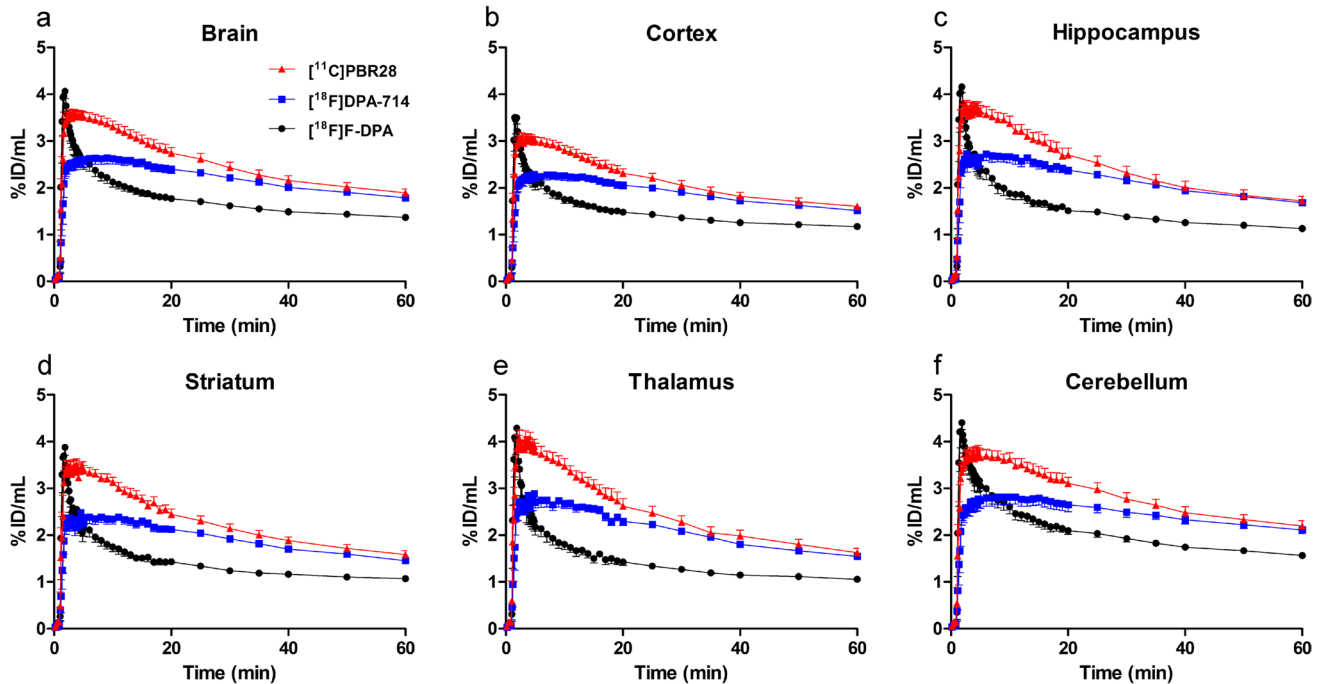 a
Brain
%ID/mL
5
4
3
2
1
0
[¹¹C]PBR28
[¹⁸F]DPA-714
[¹⁸F]F-DPA
0 20 40 60
Time (min)
b
Cortex
%ID/mL
5
4
3
2
1
0
0 20 40 60
Time (min)
c
Hippocampus
%ID/mL
5
4
3
2
1
0
0 20 40 60
Time (min)
d
Striatum
%ID/mL
5
4
3
2
1
0
0 20 40 60
Time (min)
e
Thalamus
%ID/mL
5
4
3
2
1
0
0 20 40 60
Time (min)
f
Cerebellum
%ID/mL
5
4
3
2
1
0
0 20 40 60
Time (min)